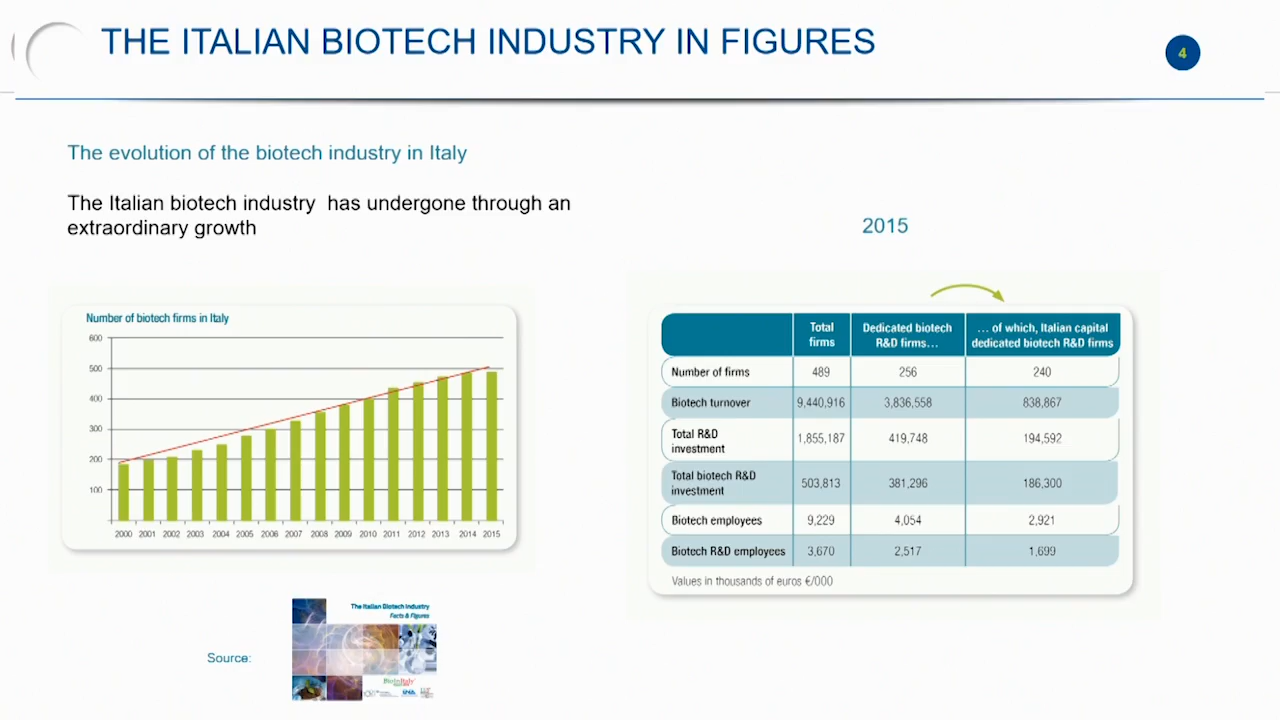 THE ITALIAN BIOTECH INDUSTRY IN FIGURES
4
The evolution of the biotech industry in Italy
The Italian biotech industry has undergone through an
extraordinary growth
2015
Number of biotech firms in Italy
600
500
400
300
200
100
2000 2001 2002 2003 2004 2005 2006 2007 2008 2009 2010 2011 2012 2013 2014 2015
Total firms Dedicated biotech R&D firms… … of which, Italian capital dedicated biotech R&D firms
Number of firms 489 256 240
Biotech turnover 9,440,916 3,836,558 838,867
Total R&D investment 1,855,187 419,748 194,592
Total biotech R&D investment 503,813 381,296 186,300
Biotech employees 9,229 4,054 2,921
Biotech R&D employees 3,670 2,517 1,699
Values in thousands of euros €/000
Source:
The Italian Biotech Industry
Facts & Figures
BioinItaly